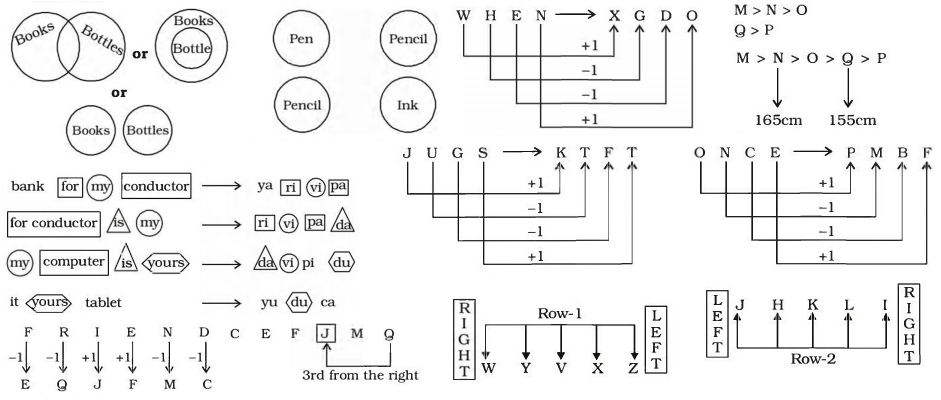 Books Bottles or Books Bottle
or
Books Bottles
Pen Pencil
Pencil Ink
W H E N X G D O
+1
−1
−1
+1
M > N > O
Q > P
M > N > O > Q > P
165cm 155cm
J U G S K T F T
+1
−1
−1
+1
O N C E P M B F
+1
−1
−1
+1
bank for my conductor ya ri vi pa
for conductor is my ri vi pa da
my computer is yours da vi pi du
it yours tablet yu du ca
F R I E N D C E F J M Q
−1 −1 +1 +1 −1 −1
E Q J F M C
3rd from the right
RIGHT Row-1 LEFT
W Y V X Z
LEFT J H K L I RIGHT
Row-2